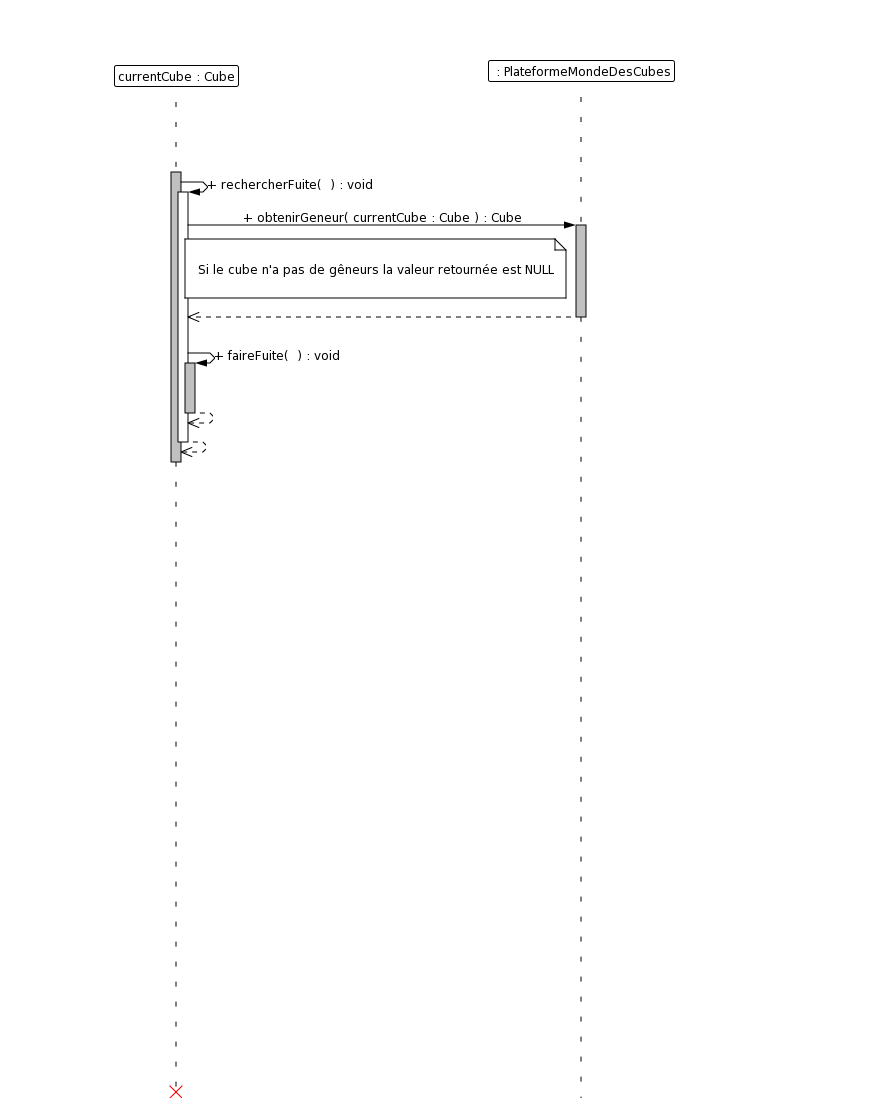 currentCube : Cube
: PlateformeMondeDesCubes
+ rechercherFuite(  ) : void
+ obtenirGeneur( currentCube : Cube ) : Cube
Si le cube n'a pas de gêneurs la valeur retournée est NULL
+ faireFuite(  ) : void